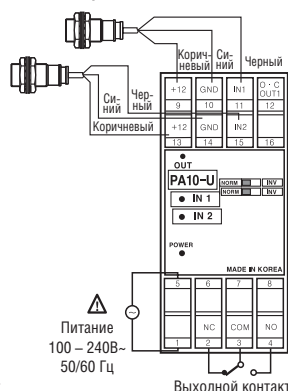 Корич-
невый
Си-
ний
Черный
Си-
ний
Чер-
ный
Коричневый
+12 GND IN1 O·C OUT1
9 10 11 12
+12 GND IN2
13 14 15 16
OUT
PA10-U
NORM INV
NORM INV
IN 1
IN 2
POWER
MADE IN KOREA
5 6 7 8
NC COM NO
1 2 3 4
Питание
100 – 240В~
50/60 Гц
Выходной контакт